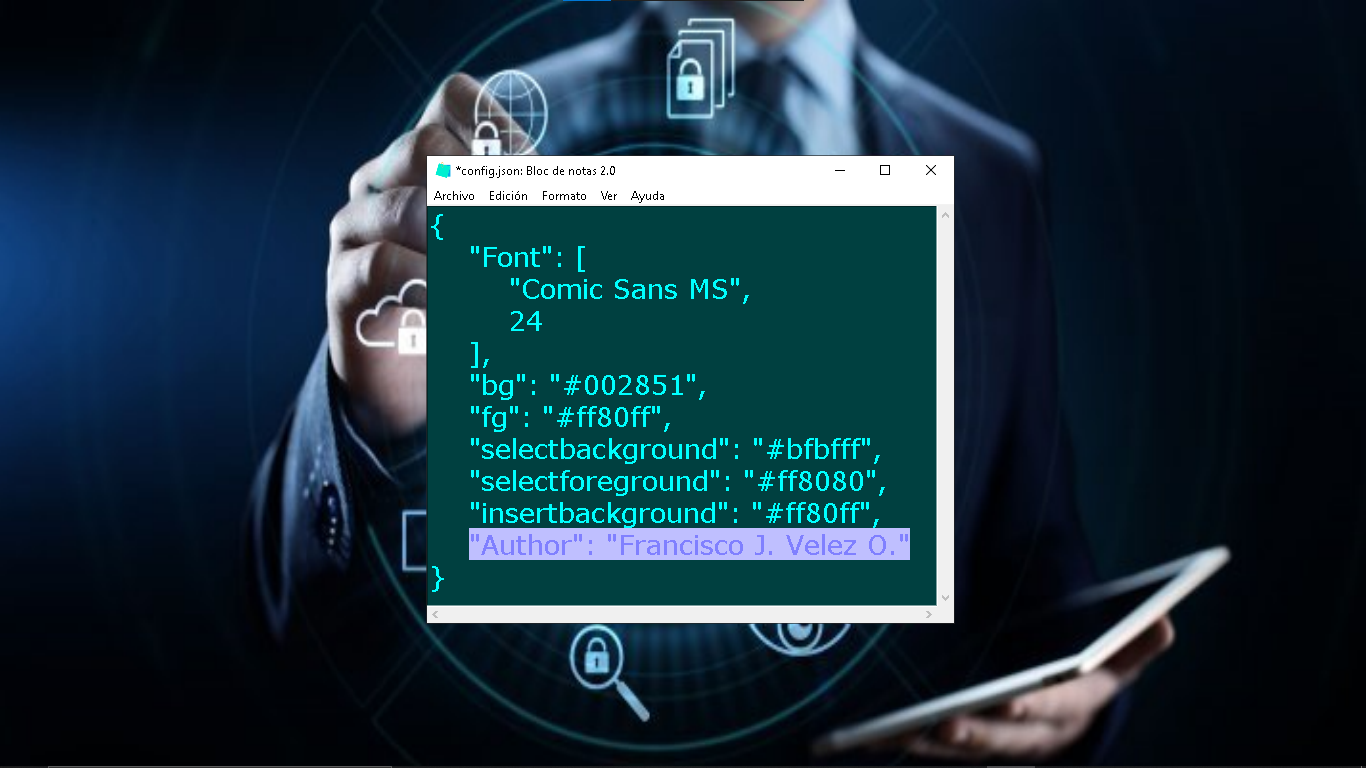 *config.json: Bloc de notas 2.0
Archivo Edición Formato Ver Ayuda
{
"Font": [
"Comic Sans MS",
24
],
"bg": "#002851",
"fg": "#ff80ff",
"selectbackground": "#bfbfff",
"selectforeground": "#ff8080",
"insertbackground": "#ff80ff",
"Author": "Francisco J. Velez O."
}